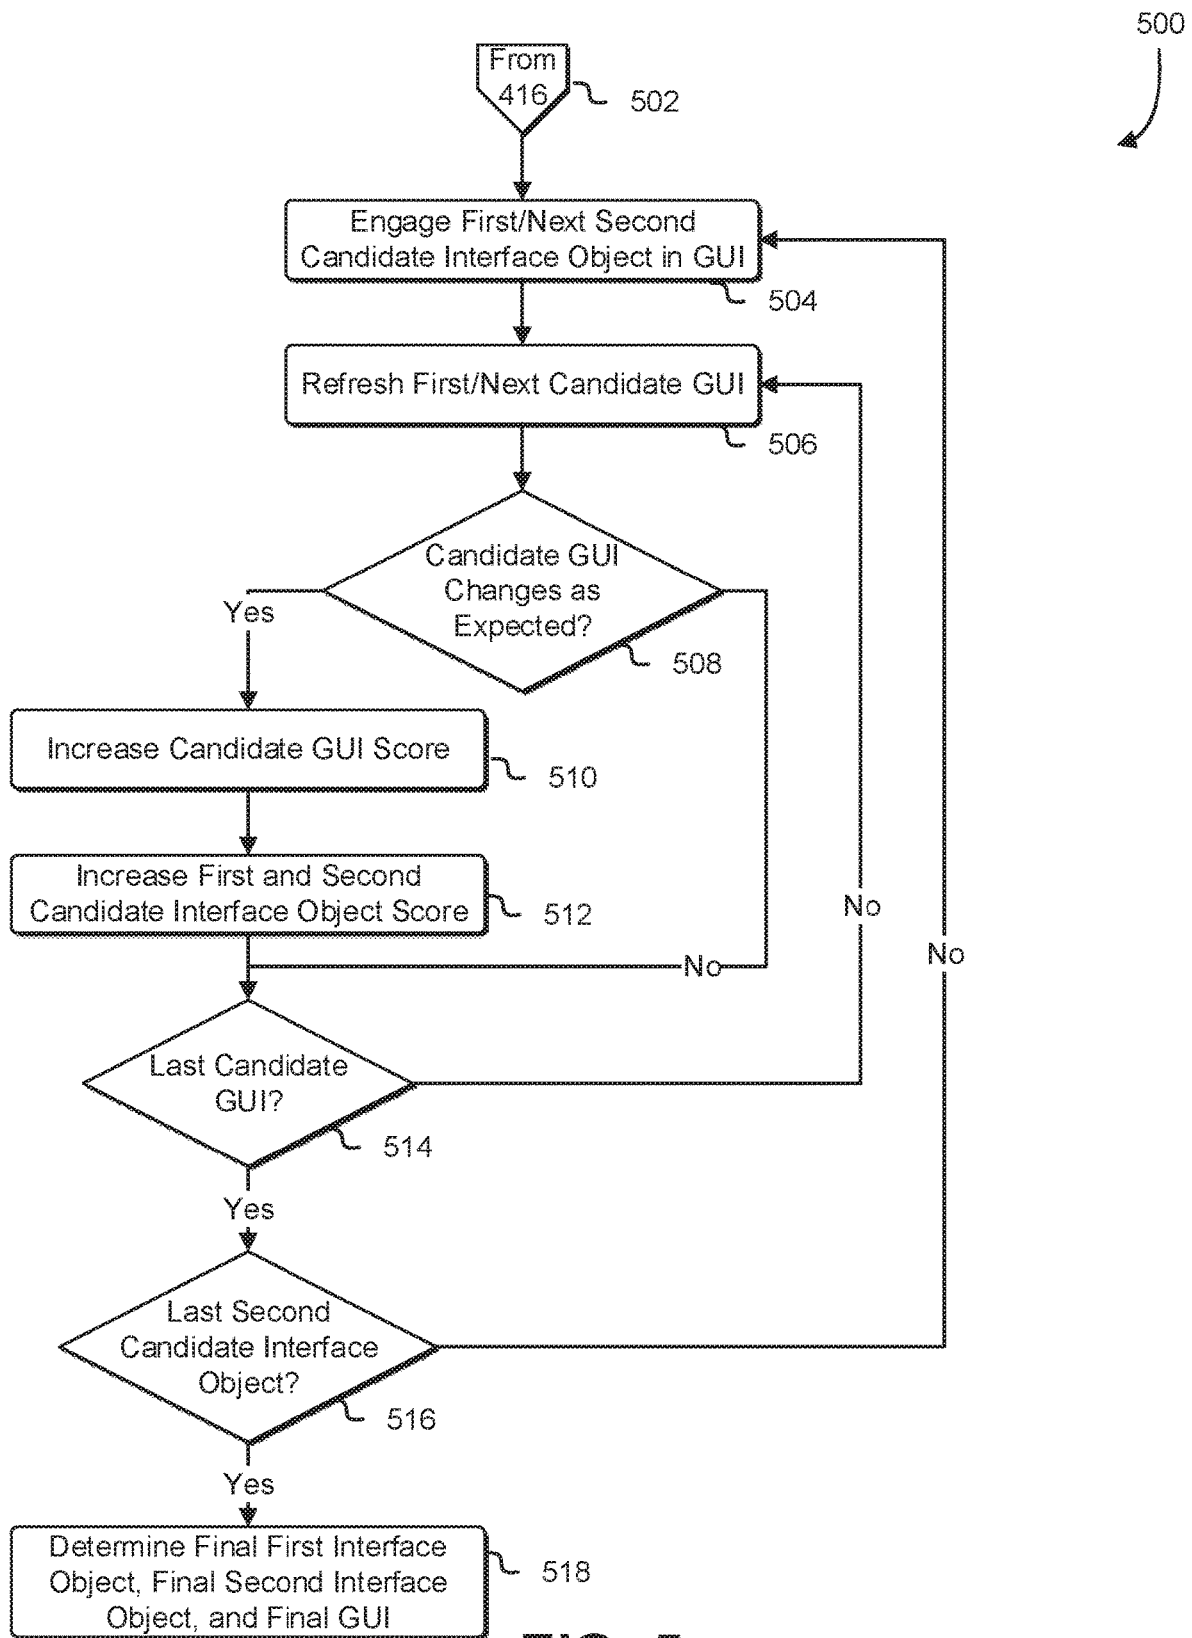 500
From
416
502
Engage First/Next Second
Candidate Interface Object in GUI
504
Refresh First/Next Candidate GUI
506
Candidate GUI
Changes as
Expected?
508
Yes
Increase Candidate GUI Score
510
Increase First and Second
Candidate Interface Object Score
512
No
No
No
Last Candidate
GUI?
514
Yes
Last Second
Candidate Interface
Object?
516
Yes
Determine Final First Interface
Object, Final Second Interface
Object, and Final GUI
518